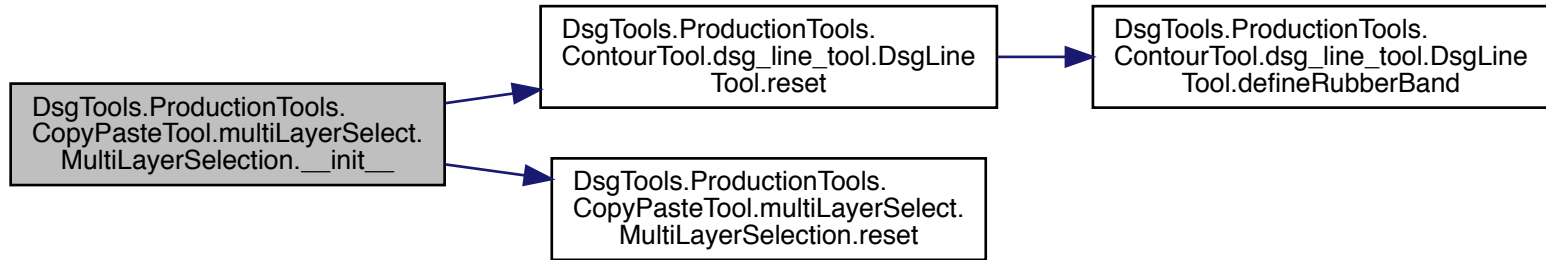 DsgTools.ProductionTools.
CopyPasteTool.multiLayerSelect.
MultiLayerSelection.__init__
DsgTools.ProductionTools.
ContourTool.dsg_line_tool.DsgLine
Tool.reset
DsgTools.ProductionTools.
ContourTool.dsg_line_tool.DsgLine
Tool.defineRubberBand
DsgTools.ProductionTools.
CopyPasteTool.multiLayerSelect.
MultiLayerSelection.reset